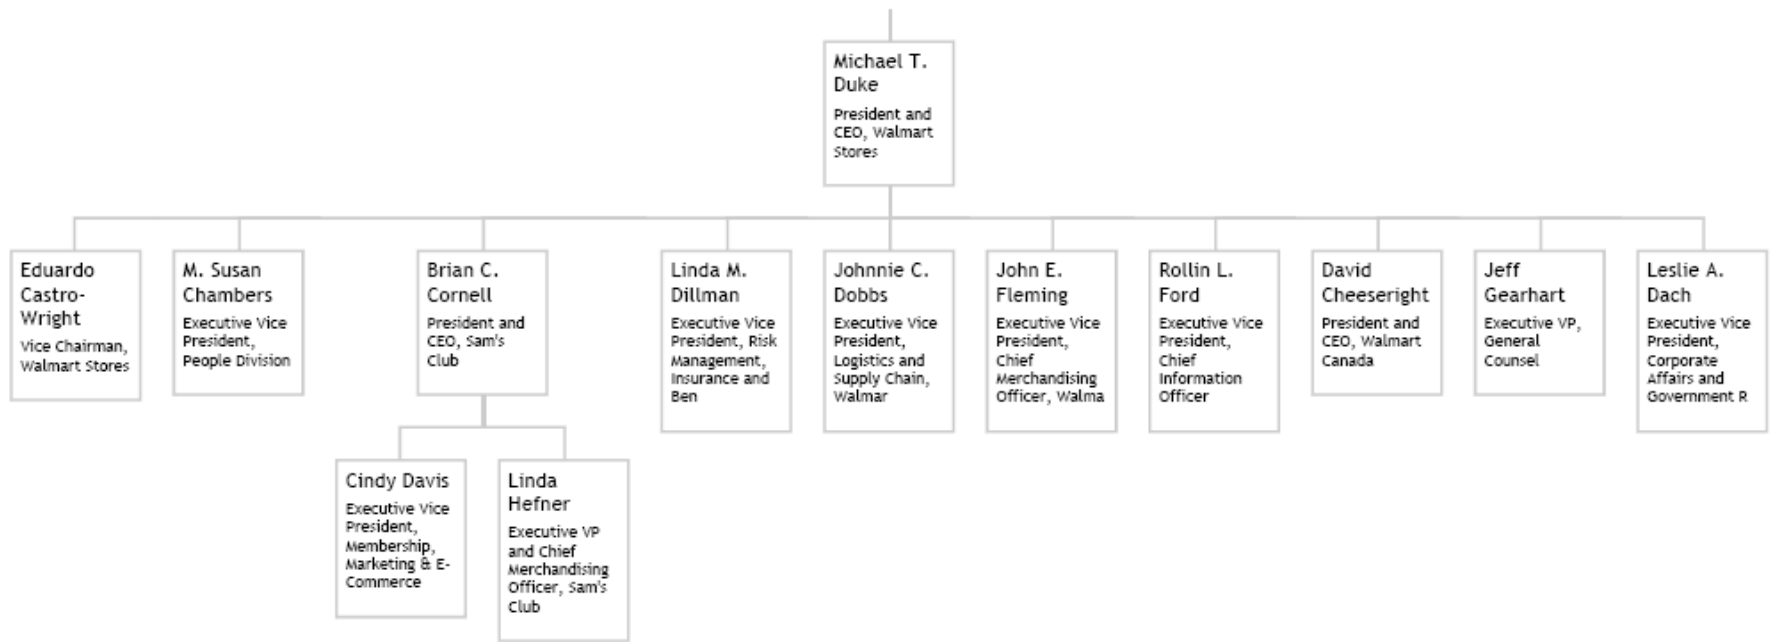 Michael T.
Duke
President and
CEO, Walmart
Stores
Eduardo
Castro-
Wright
Vice Chairman,
Walmart Stores
M. Susan
Chambers
Executive Vice
President,
People Division
Brian C.
Cornell
President and
CEO, Sam's
Club
Linda M.
Dillman
Executive Vice
President, Risk
Management,
Insurance and
Ben
Johnnie C.
Dobbs
Executive Vice
President,
Logistics and
Supply Chain,
Walmar
John E.
Fleming
Executive Vice
President,
Chief
Merchandising
Officer, Walma
Rollin L.
Ford
Executive Vice
President,
Chief
Information
Officer
David
Cheeseright
President and
CEO, Walmart
Canada
Jeff
Gearhart
Executive VP,
General
Counsel
Leslie A.
Dach
Executive Vice
President,
Corporate
Affairs and
Government R
Cindy Davis
Executive Vice
President,
Membership,
Marketing & E-
Commerce
Linda
Hefner
Executive VP
and Chief
Merchandising
Officer, Sam's
Club